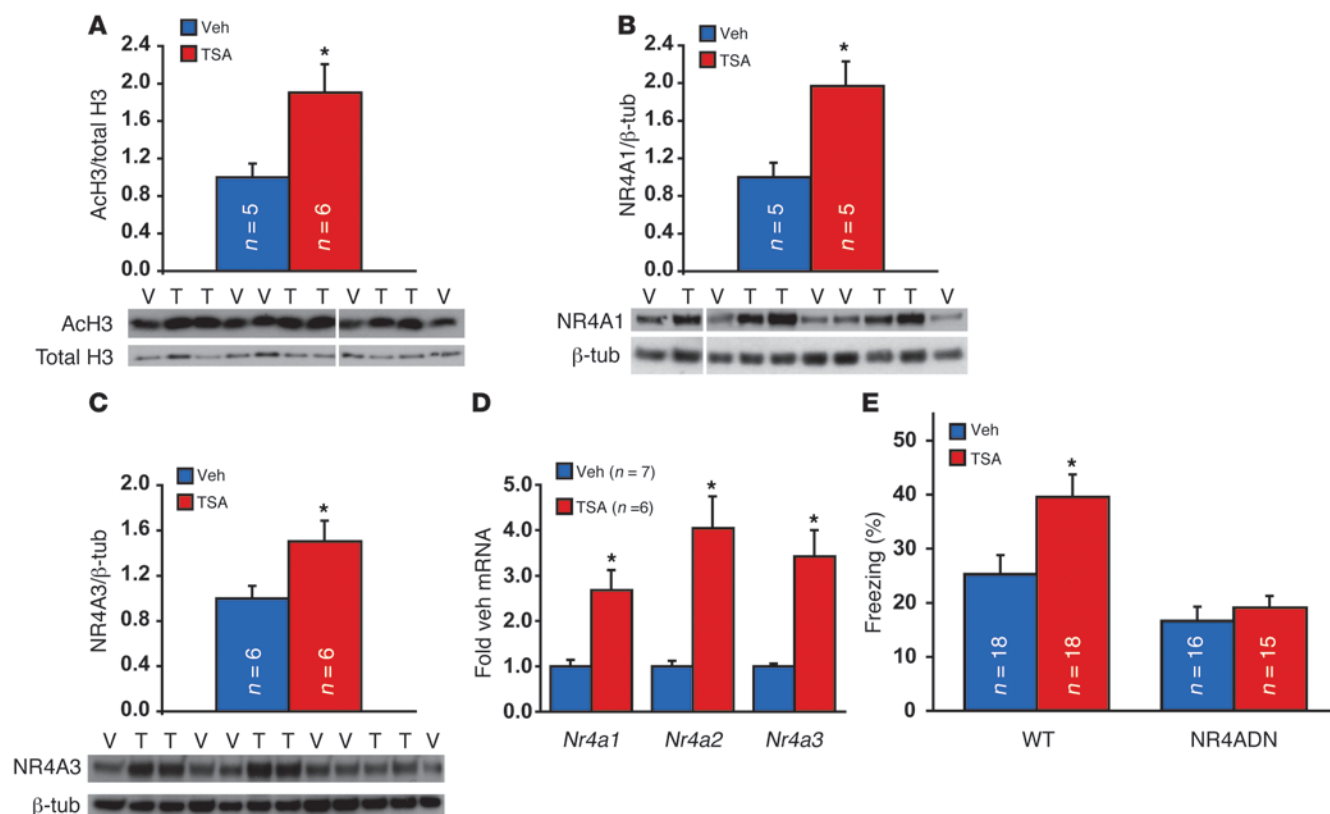 A
Veh
TSA
AcH3/total H3
2.4
2.0
1.6
1.2
0.8
0.4
0.0
*
n = 5
n = 6
V T T V V T T V T T V
AcH3
Total H3
B
Veh
TSA
NR4A1/β-tub
2.4
2.0
1.6
1.2
0.8
0.4
0.0
*
n = 5
n = 5
V T V T T V V T T V
NR4A1
β-tub
C
Veh
TSA
NR4A3/β-tub
2.0
1.6
1.2
0.8
0.4
0.0
*
n = 6
n = 6
V T T V V T T V V T T V
NR4A3
β-tub
D
Veh (n = 7)
TSA (n =6)
Fold veh mRNA
5.0
4.0
3.0
2.0
1.0
0.0
*
*
*
Nr4a1 Nr4a2 Nr4a3
E
Veh
TSA
Freezing (%)
50
40
30
20
10
0
*
n = 18
n = 18
n = 16
n = 15
WT NR4ADN